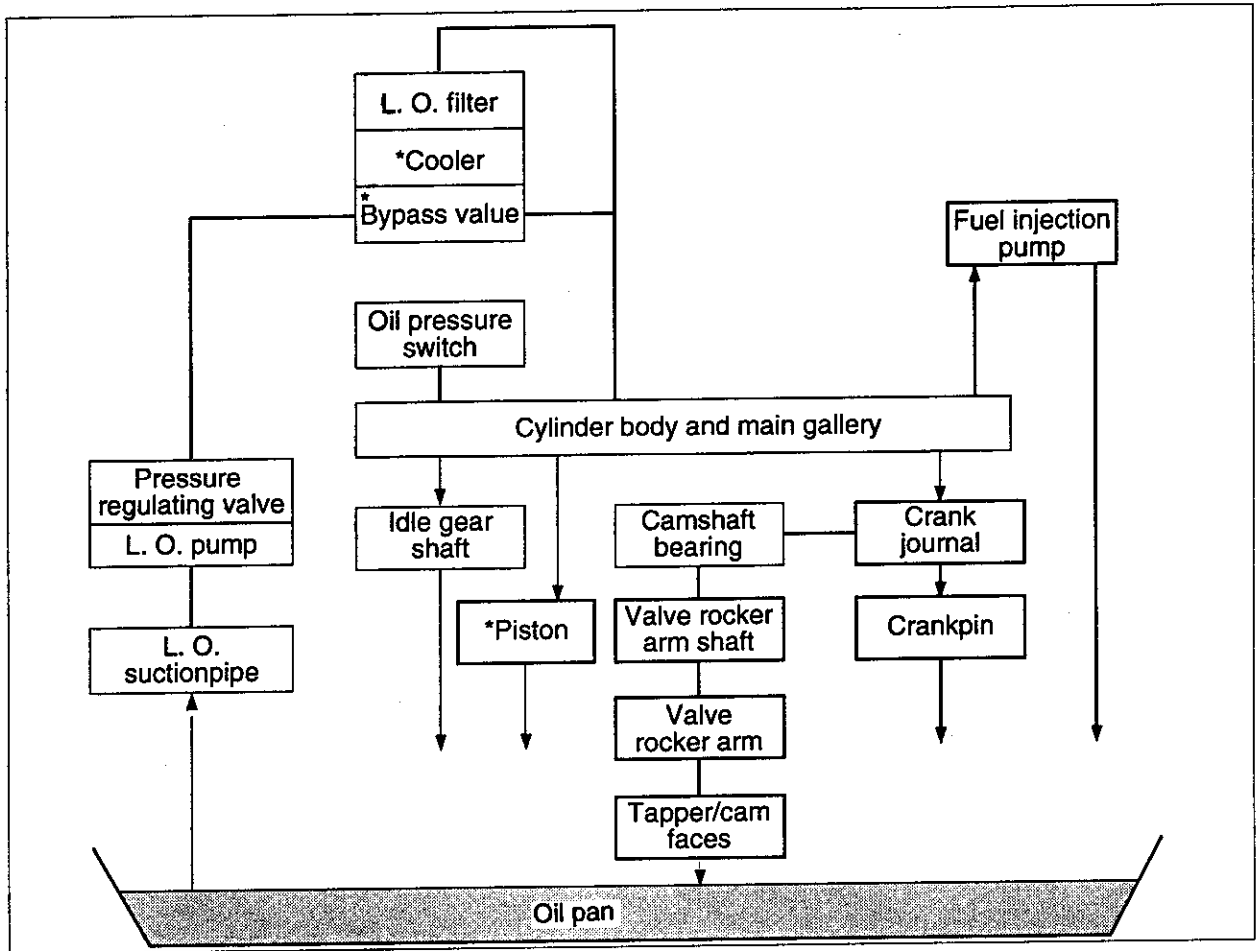 L. O. filter
*Cooler
*Bypass value
Fuel injection
pump
Oil pressure
switch
Cylinder body and main gallery
Pressure
regulating valve
L. O. pump
Idle gear
shaft
Camshaft
bearing
Crank
journal
*Piston
Valve rocker
arm shaft
Crankpin
L. O.
suctionpipe
Valve
rocker arm
Tapper/cam
faces
Oil pan